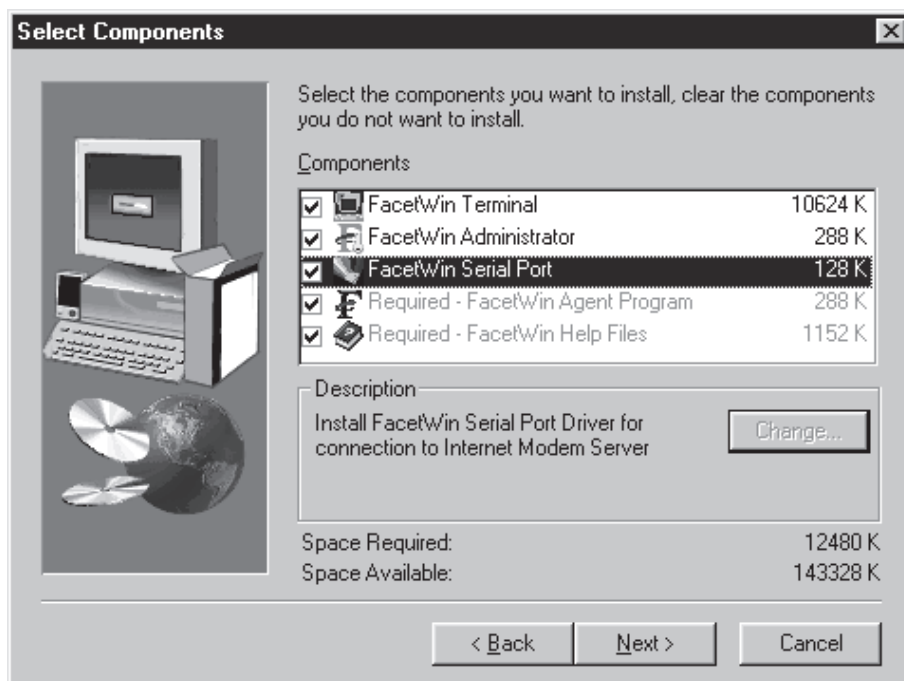 Select Components
Select the components you want to install, clear the components
you do not want to install.
Components
FacetWin Terminal 10624 K
FacetWin Administrator 288 K
FacetWin Serial Port 128 K
Required - FacetWin Agent Program 288 K
Required - FacetWin Help Files 1152 K
Description
Install FacetWin Serial Port Driver for
connection to Internet Modem Server
Change...
Space Required: 12480 K
Space Available: 143328 K
< Back Next > Cancel